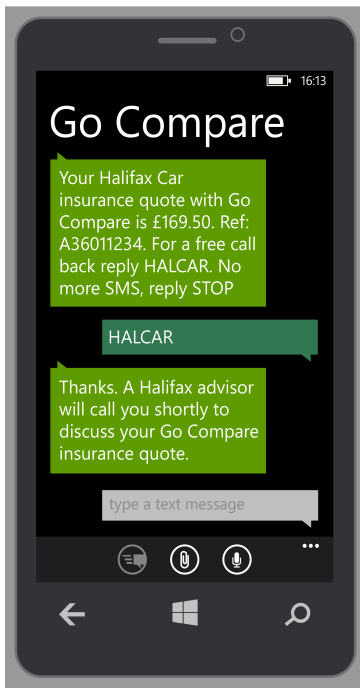 16:13
Go Compare
Your Halifax Car
insurance quote with Go
Compare is £169.50. Ref:
A36011234. For a free call
back reply HALCAR. No
more SMS, reply STOP
HALCAR
Thanks. A Halifax advisor
will call you shortly to
discuss your Go Compare
insurance quote.
type a text message